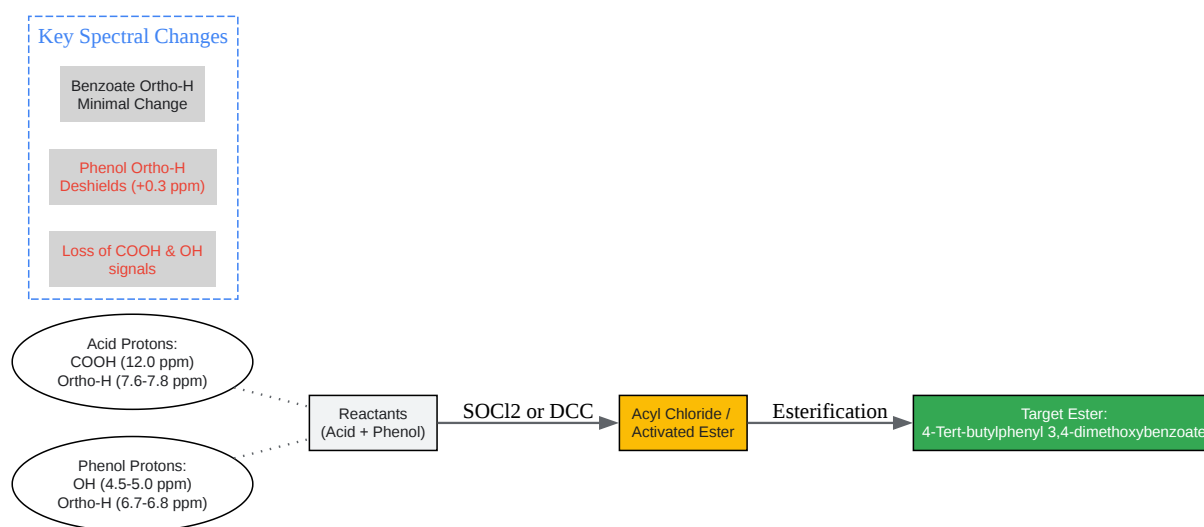 Key Spectral Changes
Benzoate Ortho-H
Minimal Change
Phenol Ortho-H
Deshields (+0.3 ppm)
Loss of COOH & OH
signals
Acid Protons:
COOH (12.0 ppm)
Ortho-H (7.6-7.8 ppm)
Phenol Protons:
OH (4.5-5.0 ppm)
Ortho-H (6.7-6.8 ppm)
Reactants
(Acid + Phenol)
SOCl2 or DCC
Acyl Chloride /
Activated Ester
Esterification
Target Ester:
4-Tert-butylphenyl 3,4-dimethoxybenzoate